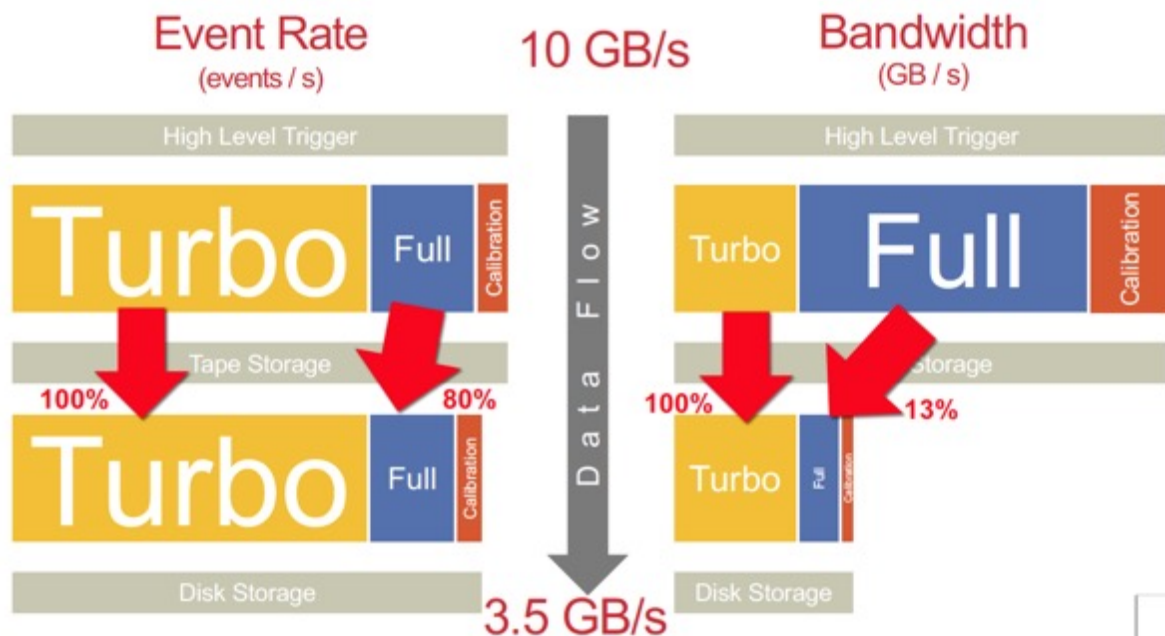 Event Rate
(events / s)
10 GB/s
Bandwidth
(GB / s)
High Level Trigger
High Level Trigger
Turbo
Full
Calibration
Turbo
Full
Calibration
Data Flow
Tape Storage
Storage
100%
80%
100%
13%
Turbo
Full
Calibration
Turbo
Full
Calibration
Disk Storage
Disk Storage
3.5 GB/s